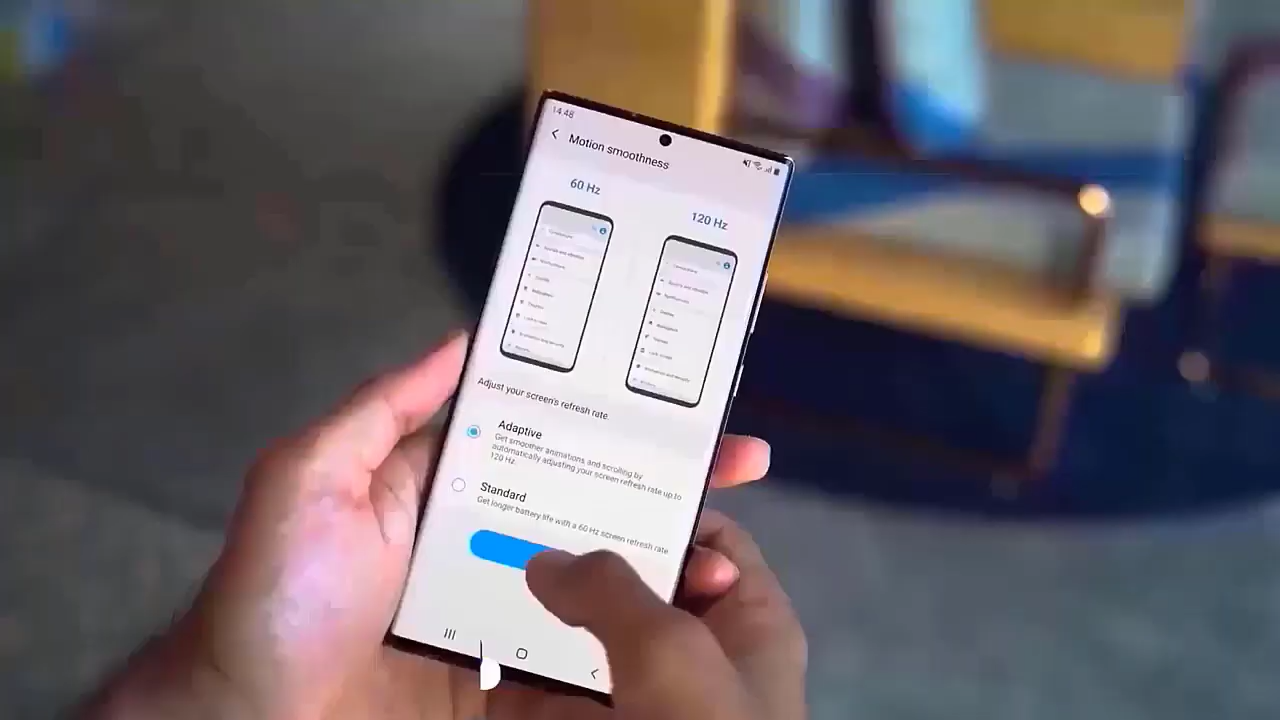 14:48
Motion smoothness
60 Hz
120 Hz
Adjust your screen's refresh rate.
Adaptive
Get smoother animations and scrolling by
automatically adjusting your screen refresh rate up to
120 Hz.
Standard
Get longer battery life with a 60 Hz screen refresh rate.